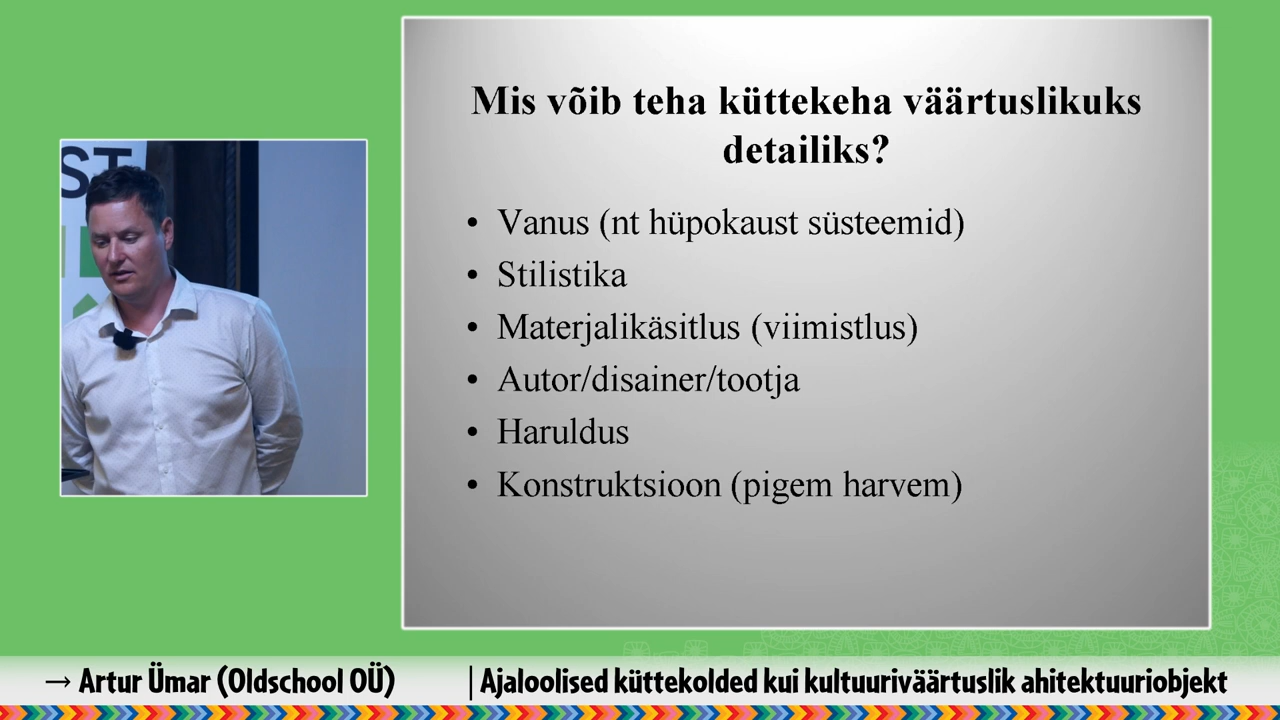 Mis võib teha küttekeha väärtuslikuks
detailiks?
• Vanus (nt hüpokaust süsteemid)
• Stilistika
• Materjalikäsitlus (viimistlus)
• Autor/disainer/tootja
• Haruldus
• Konstruktsioon (pigem harvem)
ST
→ Artur Ümar (Oldschool OÜ) | Ajaloolised küttekolded kui kultuuriväärtuslik ahitektuuriobjekt